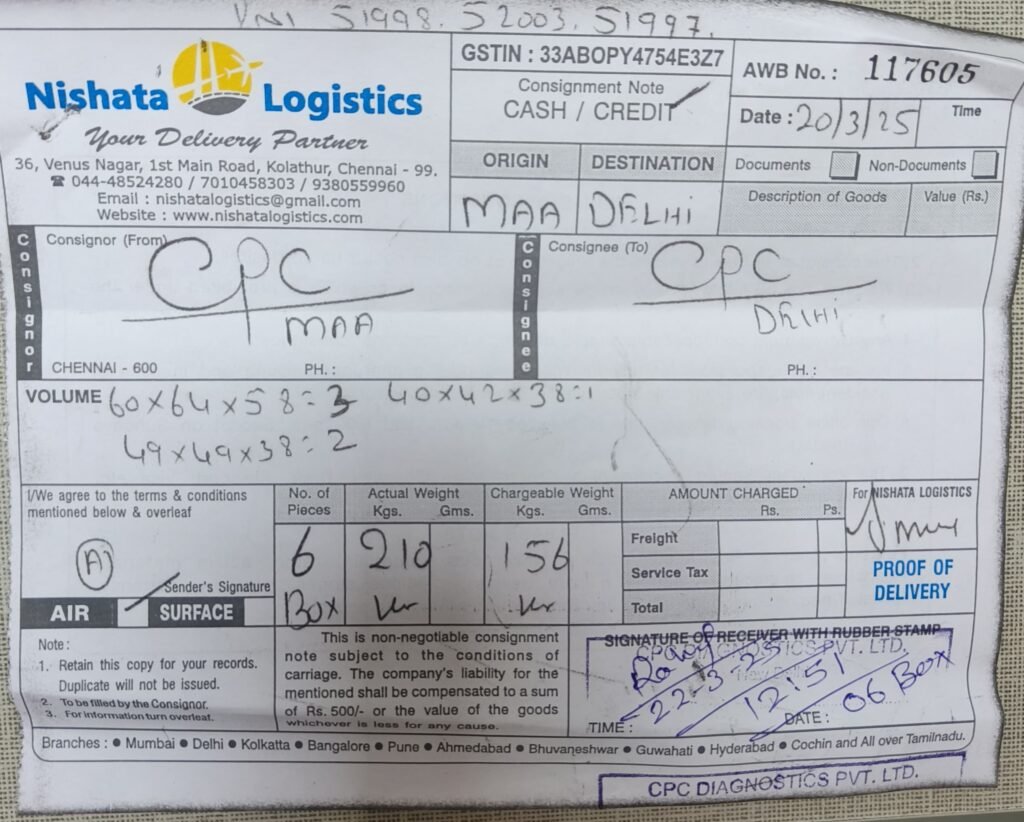 VNI 51998. 52003. 51997.
Nishata Logistics
Your Delivery Partner
36, Venus Nagar, 1st Main Road, Kolathur, Chennai - 99.
☎ 044-48524280 / 7010458303 / 9380559960
Email : nishatalogistics@gmail.com
Website : www.nishatalogistics.com
GSTIN : 33ABOPY4754E3Z7
Consignment Note
CASH / CREDIT
AWB No. : 117605
Date : 20/3/25 Time
ORIGIN DESTINATION
MAA DELHI
Documents Non-Documents
Description of Goods Value (Rs.)
Consignor
Consignor (From)
CPC
MAA
CHENNAI - 600 PH. :
Consignee
Consignee (To)
CPC
DELHI
PH. :
VOLUME 60x64x58=3 40x42x38=1
49x49x38=2
I/We agree to the terms & conditions
mentioned below & overleaf
A)
Sender's Signature
AIR SURFACE
No. of Pieces
6
Box
Actual Weight
Kgs. Gms.
210
Chargeable Weight
Kgs. Gms.
156
AMOUNT CHARGED
Rs. Ps.
Freight
Service Tax
Total
For NISHATA LOGISTICS
PROOF OF
DELIVERY
Note :
1. Retain this copy for your records.
Duplicate will not be issued.
2. To be filled by the Consignor.
3. For information turn overleaf.
This is non-negotiable consignment
note subject to the conditions of
carriage. The company's liability for the
mentioned shall be compensated to a sum
of Rs. 500/- or the value of the goods
whichever is less for any cause.
SIGNATURE OF RECEIVER WITH RUBBER STAMP
CPC DIAGNOSTICS PVT. LTD.
New Delhi
22-3-25
12:51
06 Box
TIME : DATE :
Branches : ● Mumbai ● Delhi ● Kolkatta ● Bangalore ● Pune ● Ahmedabad ● Bhuvaneshwar ● Guwahati ● Hyderabad ● Cochin and All over Tamilnadu.
CPC DIAGNOSTICS PVT. LTD.